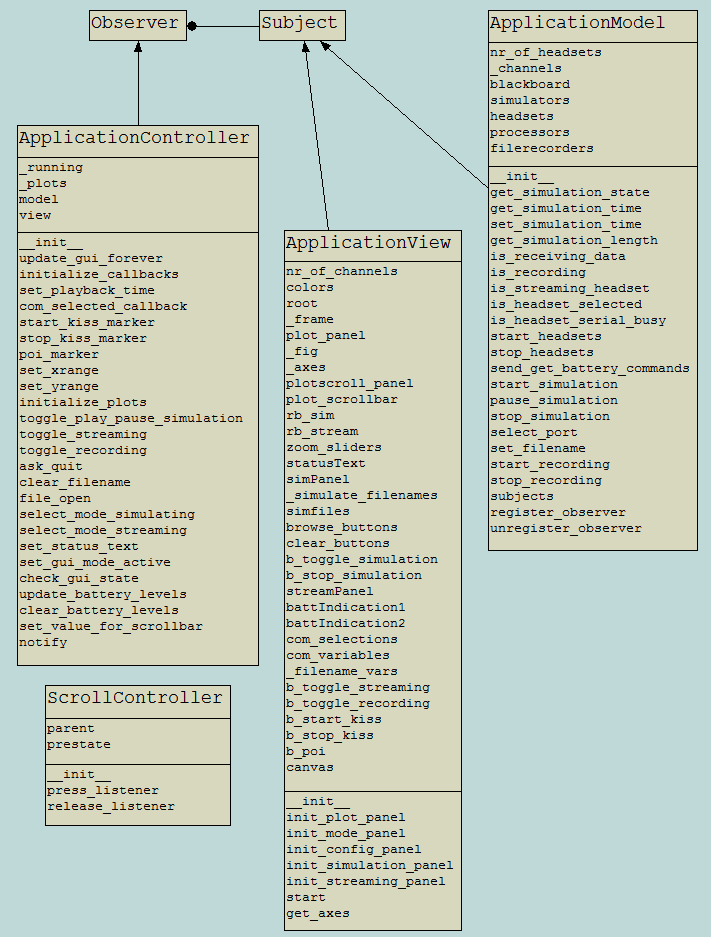 Observer
Subject
ApplicationModel
nr_of_headsets
_channels
blackboard
simulators
headsets
processors
filerecorders
__init__
get_simulation_state
get_simulation_time
set_simulation_time
get_simulation_length
is_receiving_data
is_recording
is_streaming_headset
is_headset_selected
is_headset_serial_busy
start_headsets
stop_headsets
send_get_battery_commands
start_simulation
pause_simulation
stop_simulation
select_port
set_filename
start_recording
stop_recording
subjects
register_observer
unregister_observer
ApplicationController
_running
_plots
model
view
__init__
update_gui_forever
initialize_callbacks
set_playback_time
com_selected_callback
start_kiss_marker
stop_kiss_marker
poi_marker
set_xrange
set_yrange
initialize_plots
toggle_play_pause_simulation
toggle_streaming
toggle_recording
ask_quit
clear_filename
file_open
select_mode_simulating
select_mode_streaming
set_status_text
set_gui_mode_active
check_gui_state
update_battery_levels
clear_battery_levels
set_value_for_scrollbar
notify
ApplicationView
nr_of_channels
colors
root
_frame
plot_panel
_fig
_axes
plotscroll_panel
plot_scrollbar
rb_sim
rb_stream
zoom_sliders
statusText
simPanel
_simulate_filenames
simfiles
browse_buttons
clear_buttons
b_toggle_simulation
b_stop_simulation
streamPanel
battIndication1
battIndication2
com_selections
com_variables
_filename_vars
b_toggle_streaming
b_toggle_recording
b_start_kiss
b_stop_kiss
b_poi
canvas
__init__
init_plot_panel
init_mode_panel
init_config_panel
init_simulation_panel
init_streaming_panel
start
get_axes
ScrollController
parent
prestate
__init__
press_listener
release_listener